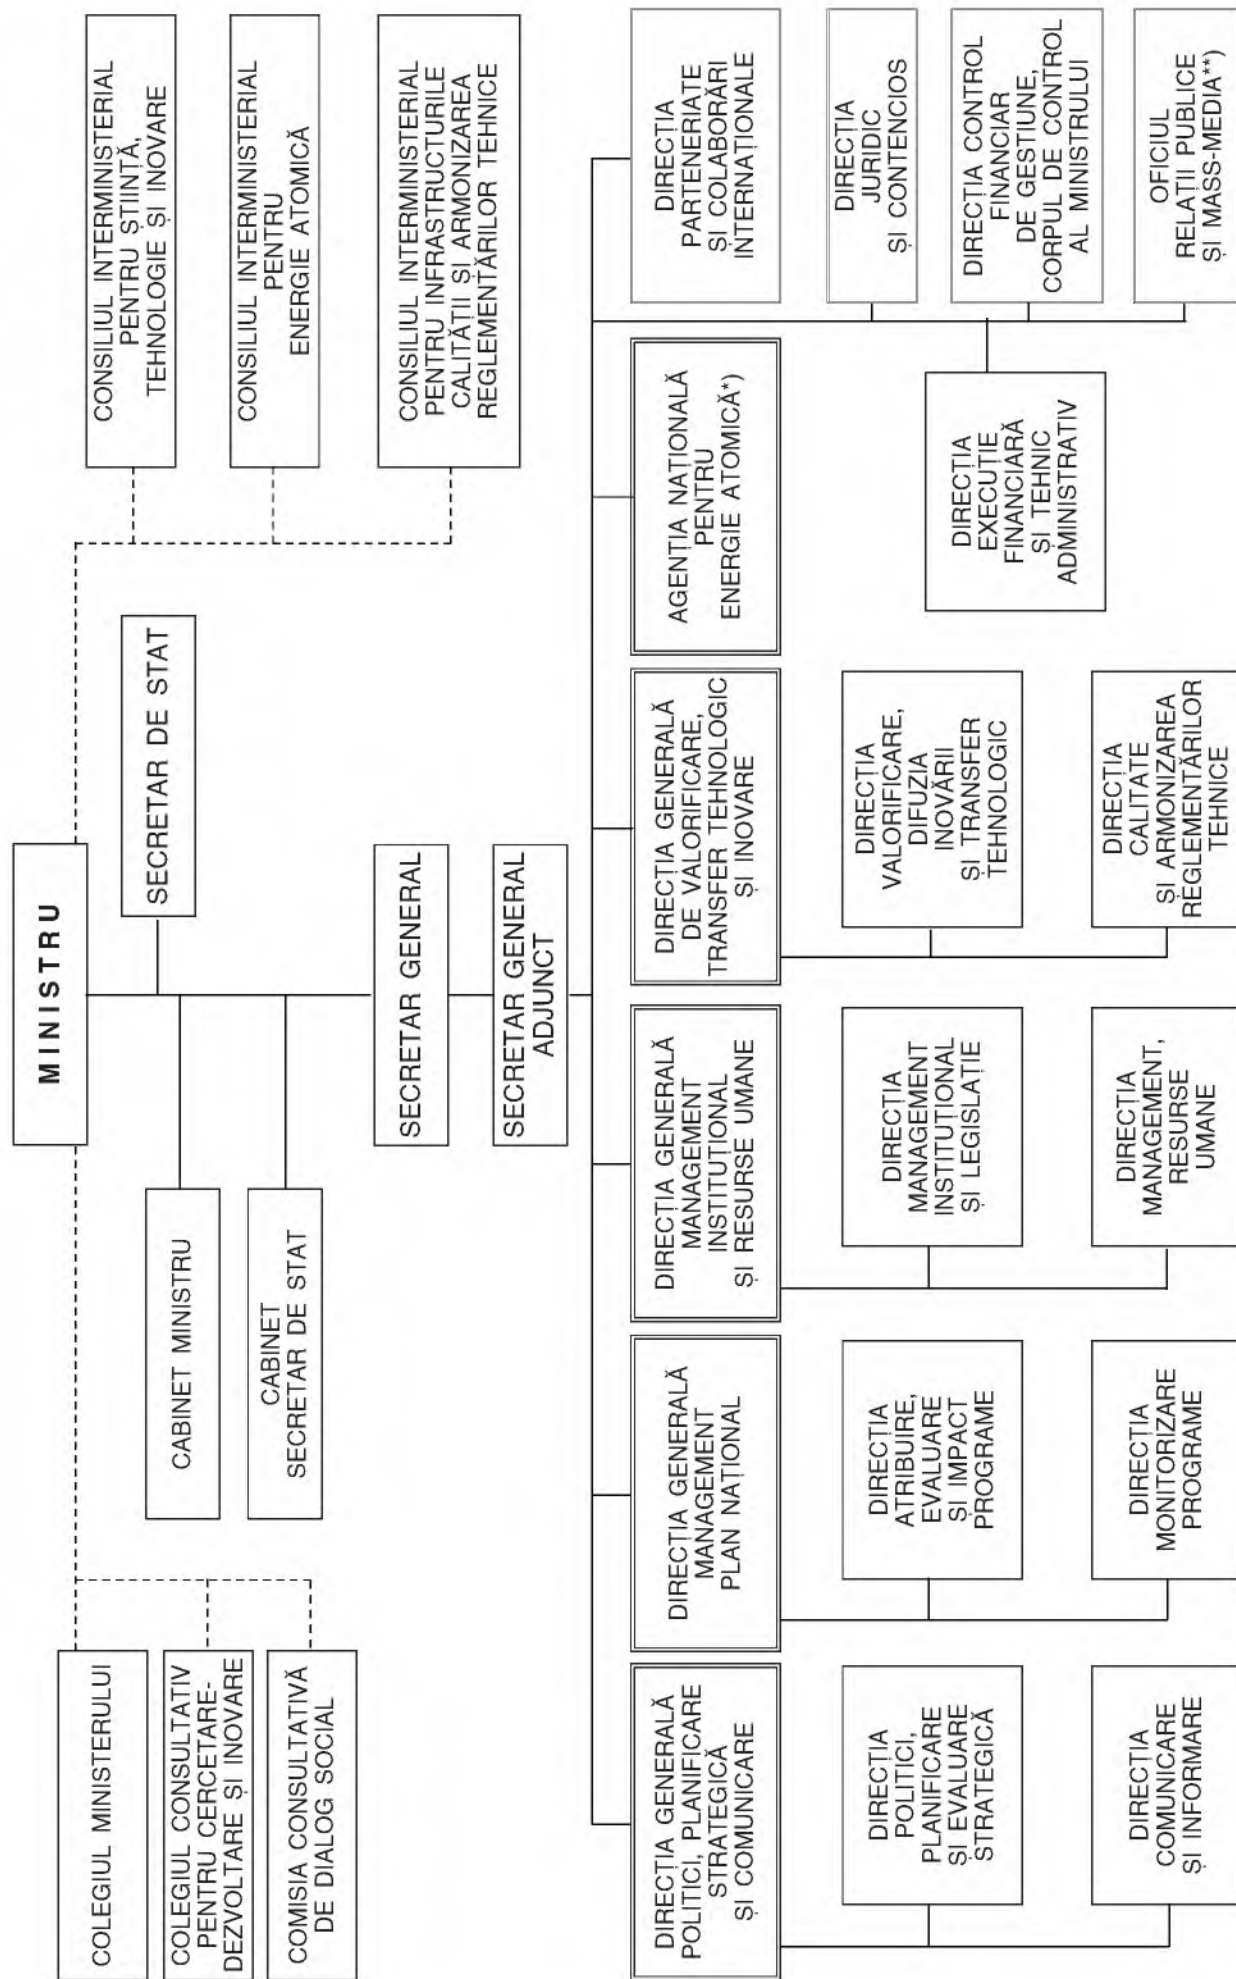 MINISTRU
SECRETAR DE STAT
CABINET MINISTRU
CABINET
SECRETAR DE STAT
COLEGIUL MINISTERULUI
COLEGIUL CONSULTATIV
PENTRU CERCETARE-
DEZVOLTARE ȘI INOVARE
COMISIA CONSULTATIVĂ
DE DIALOG SOCIAL
CONSILIUL INTERMINISTERIAL
PENTRU ȘTIINȚĂ,
TEHNOLOGIE ȘI INOVARE
CONSILIUL INTERMINISTERIAL
PENTRU
ENERGIE ATOMICĂ
CONSILIUL INTERMINISTERIAL
PENTRU INFRASTRUCTURILE
CALITĂȚII ȘI ARMONIZAREA
REGLEMENTĂRILOR TEHNICE
SECRETAR GENERAL
SECRETAR GENERAL
ADJUNCT
DIRECȚIA GENERALĂ
POLITICI, PLANIFICARE
STRATEGICĂ
ȘI COMUNICARE
DIRECȚIA GENERALĂ
MANAGEMENT
PLAN NAȚIONAL
DIRECȚIA GENERALĂ
MANAGEMENT
INSTITUȚIONAL
ȘI RESURSE UMANE
DIRECȚIA GENERALĂ
DE VALORIFICARE,
TRANSFER TEHNOLOGIC
ȘI INOVARE
AGENȚIA NAȚIONALĂ
PENTRU
ENERGIE ATOMICĂ*)
DIRECȚIA
PARTENERIATE
ȘI COLABORĂRI
INTERNAȚIONALE
DIRECȚIA
POLITICI,
PLANIFICARE
ȘI EVALUARE
STRATEGICĂ
DIRECȚIA
ATRIBUIRE,
EVALUARE
ȘI IMPACT
PROGRAME
DIRECȚIA
MANAGEMENT
INSTITUȚIONAL
ȘI LEGISLAȚIE
DIRECȚIA
VALORIFICARE,
DIFUZIA
INOVĂRII
ȘI TRANSFER
TEHNOLOGIC
DIRECȚIA
EXECUȚIE
FINANCIARĂ
ȘI TEHNIC
ADMINISTRATIV
DIRECȚIA
JURIDIC
ȘI CONTENCIOS
DIRECȚIA CONTROL
FINANCIAR
DE GESTIUNE,
CORPUL DE CONTROL
AL MINISTRULUI
DIRECȚIA
COMUNICARE
ȘI INFORMARE
DIRECȚIA
MONITORIZARE
PROGRAME
DIRECȚIA
MANAGEMENT,
RESURSE
UMANE
DIRECȚIA
CALITATE
ȘI ARMONIZAREA
REGLEMENTĂRILOR
TEHNICE
OFICIUL
RELAȚII PUBLICE
ȘI MASS-MEDIA**)